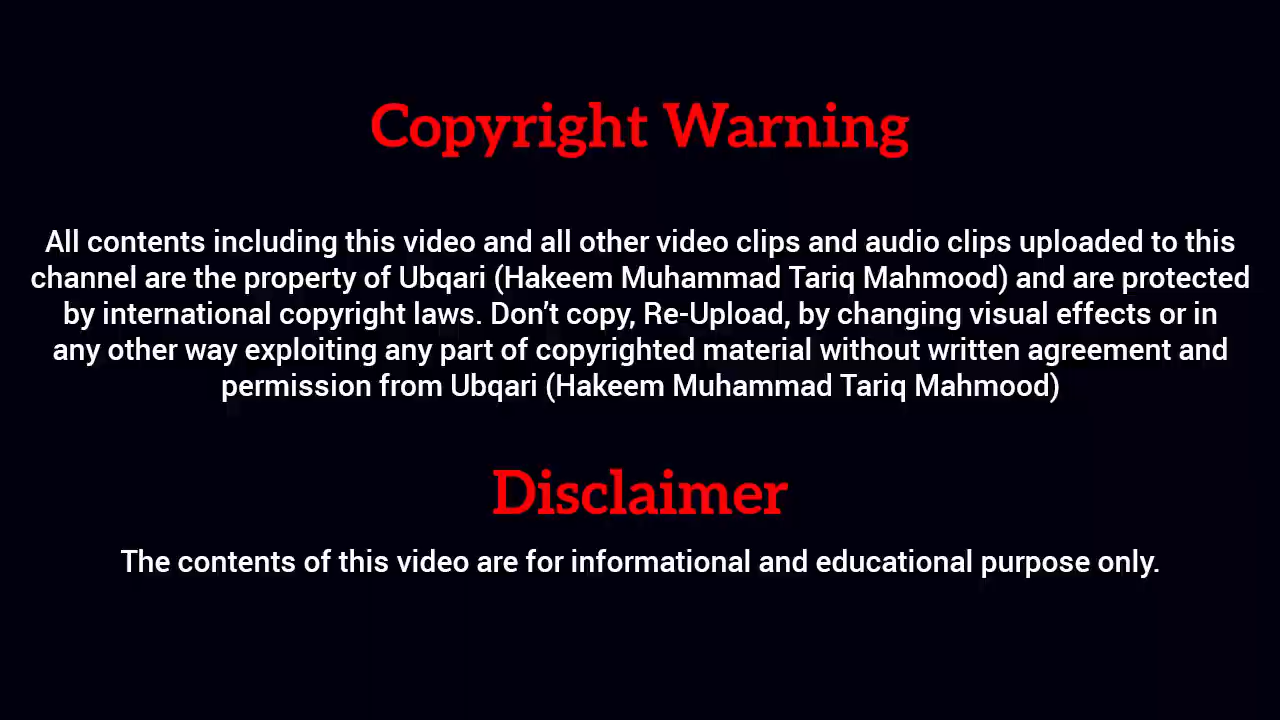 Copyright Warning
All contents including this video and all other video clips and audio clips uploaded to this
channel are the property of Ubqari (Hakeem Muhammad Tariq Mahmood) and are protected
by international copyright laws. Don’t copy, Re-Upload, by changing visual effects or in
any other way exploiting any part of copyrighted material without written agreement and
permission from Ubqari (Hakeem Muhammad Tariq Mahmood)
Disclaimer
The contents of this video are for informational and educational purpose only.